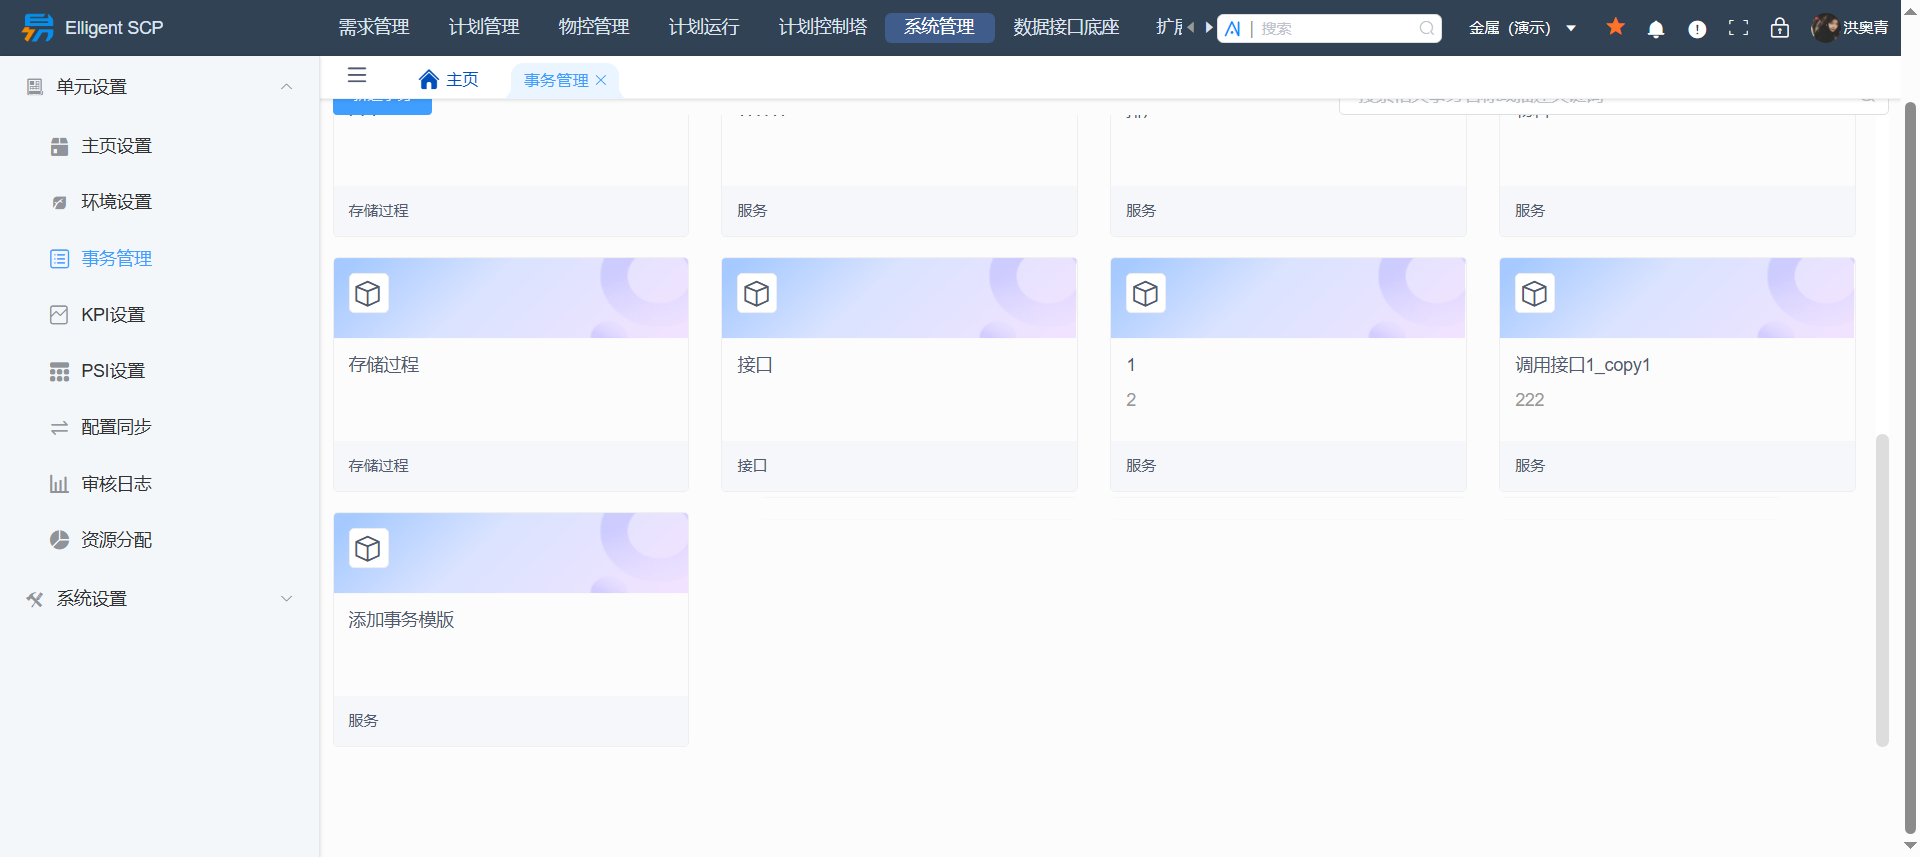 Elligent SCP
需求管理
计划管理
物控管理
计划运行
计划控制塔
系统管理
数据接口底座
AI | 搜索
金属（演示）
洪奥青
主页
事务管理
单元设置
主页设置
环境设置
事务管理
KPI设置
PSI设置
配置同步
审核日志
资源分配
系统设置
存储过程
服务
服务
服务
存储过程
接口
1
调用接口1_copy1
2
222
存储过程
接口
服务
服务
添加事务模版
服务